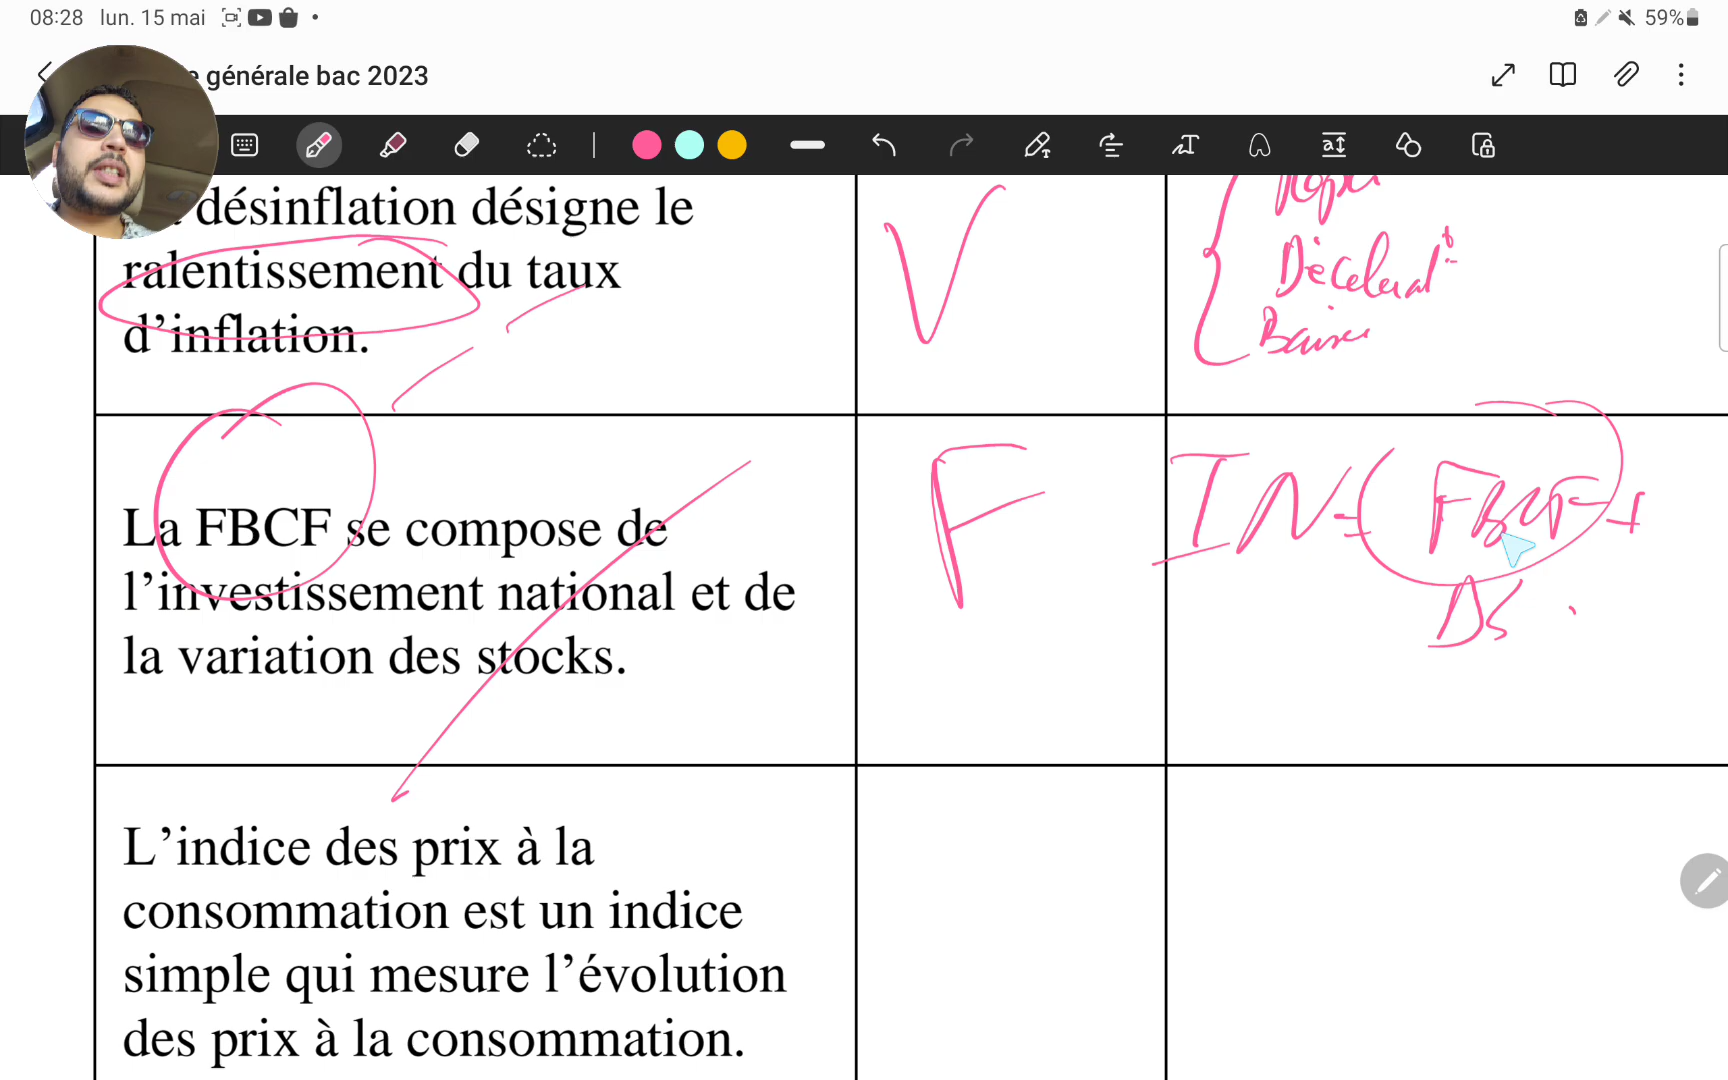 08:28 lun. 15 mai
59%
e générale bac 2023
désinflation désigne le
ralentissement du taux
d’inflation.
V
Décélérat°
Baisse
La FBCF se compose de
l’investissement national et de
la variation des stocks.
F
IN = (FBCF +
ΔS
L’indice des prix à la
consommation est un indice
simple qui mesure l’évolution
des prix à la consommation.